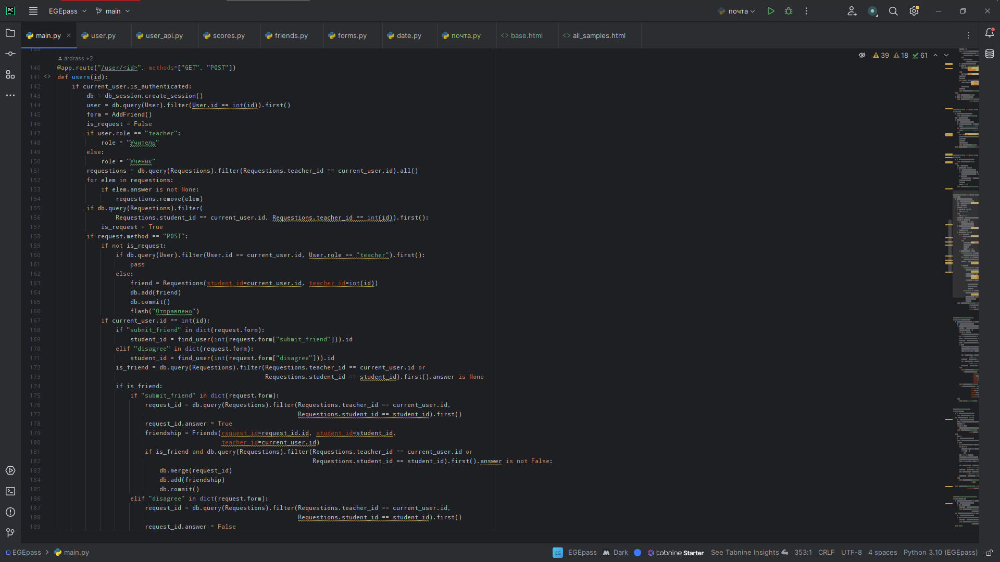 PC EGEpass main почта
main.py user.py user_api.py scores.py friends.py forms.py date.py почта.py <> base.html <> all_samples.html
139
ardrass +2
39 18 61
140 @app.route("/user/<id>", methods=["GET", "POST"])
141 <> def users(id):
142     if current_user.is_authenticated:
143         db = db_session.create_session()
144         user = db.query(User).filter(User.id == int(id)).first()
145         form = AddFriend()
146         is_request = False
147         if user.role == "teacher":
148             role = "Учитель"
149         else:
150             role = "Ученик"
151         requestions = db.query(Requestions).filter(Requestions.teacher_id == current_user.id).all()
152         for elem in requestions:
153             if elem.answer is not None:
154                 requestions.remove(elem)
155         if db.query(Requestions).filter(
156                 Requestions.student_id == current_user.id, Requestions.teacher_id == int(id)).first():
157             is_request = True
158         if request.method == "POST":
159             if not is_request:
160                 if db.query(User).filter(User.id == current_user.id, User.role == "teacher").first():
161                     pass
162                 else:
163                     friend = Requestions(student_id=current_user.id, teacher_id=int(id))
164                     db.add(friend)
165                     db.commit()
166                     flash("Отправлено")
167             if current_user.id == int(id):
168                 if "submit_friend" in dict(request.form):
169                     student_id = find_user(int(request.form["submit_friend"])).id
170                 elif "disagree" in dict(request.form):
171                     student_id = find_user(int(request.form["disagree"])).id
172                 is_friend = db.query(Requestions).filter(Requestions.teacher_id == current_user.id or
173                                                          Requestions.student_id == student_id).first().answer is None
174                 if is_friend:
175                     if "submit_friend" in dict(request.form):
176                         request_id = db.query(Requestions).filter(Requestions.teacher_id == current_user.id,
177                                                                   Requestions.student_id == student_id).first()
178                         request_id.answer = True
179                         friendship = Friends(request_id=request_id.id, student_id=student_id,
180                                              teacher_id=current_user.id)
181                         if is_friend and db.query(Requestions).filter(Requestions.teacher_id == current_user.id or
182                                                                       Requestions.student_id == student_id).first().answer is not False:
183                             db.merge(request_id)
184                             db.add(friendship)
185                             db.commit()
186                     elif "disagree" in dict(request.form):
187                         request_id = db.query(Requestions).filter(Requestions.teacher_id == current_user.id,
188                                                                   Requestions.student_id == student_id).first()
189                         request_id.answer = False
EGEpass > main.py EG EGEpass Dark tabnine Starter See Tabnine Insights 353:1 CRLF UTF-8 4 spaces Python 3.10 (EGEpass)